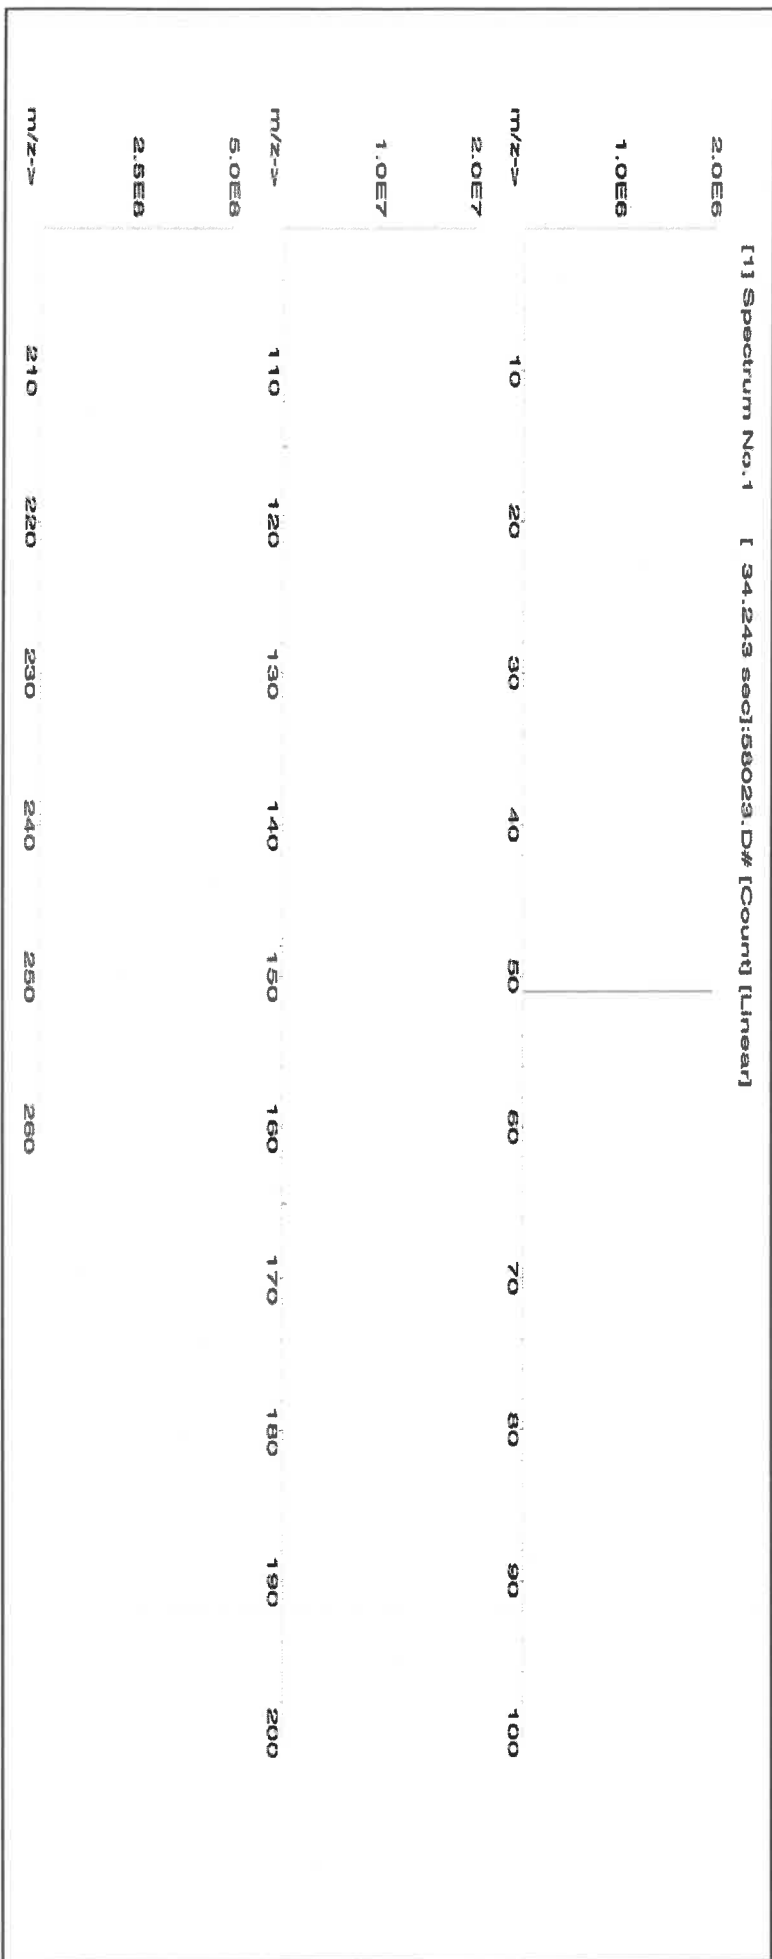 [1] Spectrum No.1 [ 34.243 sec]:58023.D# [Count] [Linear]
2.0E6
1.0E6
m/z-> 10 20 30 40 50 60 70 80 90 100
2.0E7
1.0E7
m/z-> 110 120 130 140 150 160 170 180 190 200
5.0E8
2.5E8
m/z-> 210 220 230 240 250 260